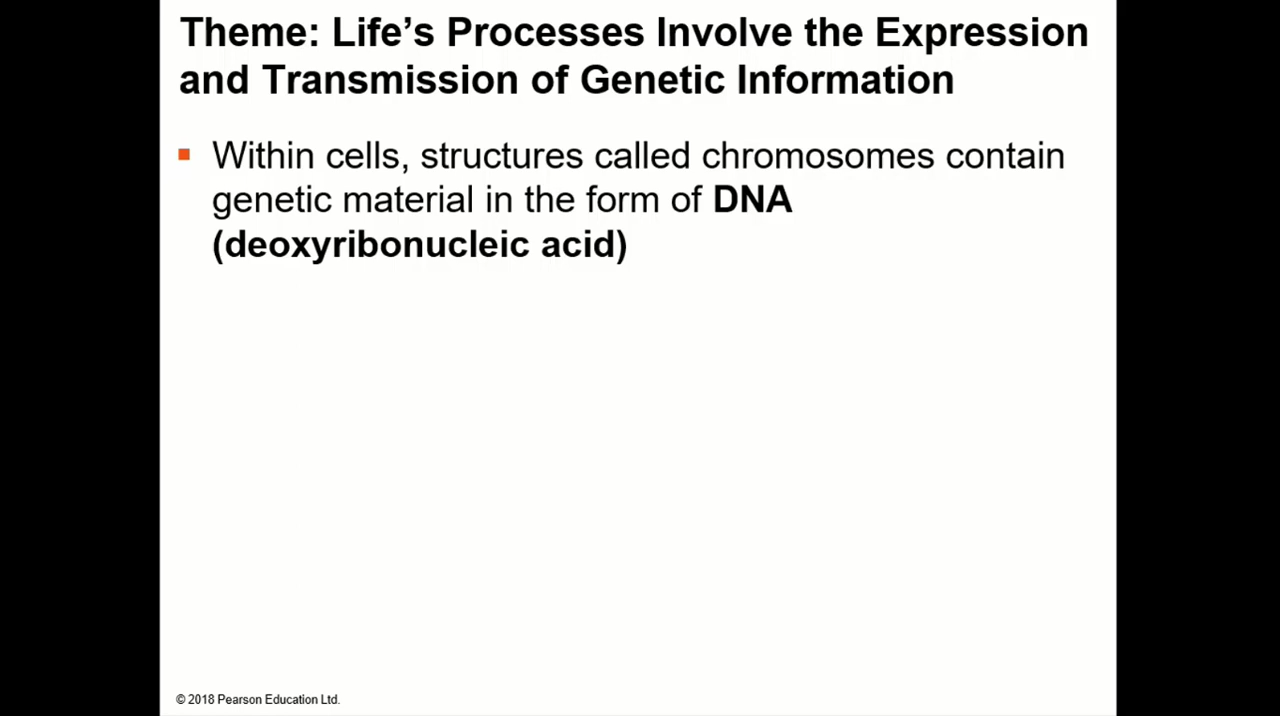 Theme: Life’s Processes Involve the Expression
and Transmission of Genetic Information
Within cells, structures called chromosomes contain
genetic material in the form of DNA
(deoxyribonucleic acid)
© 2018 Pearson Education Ltd.